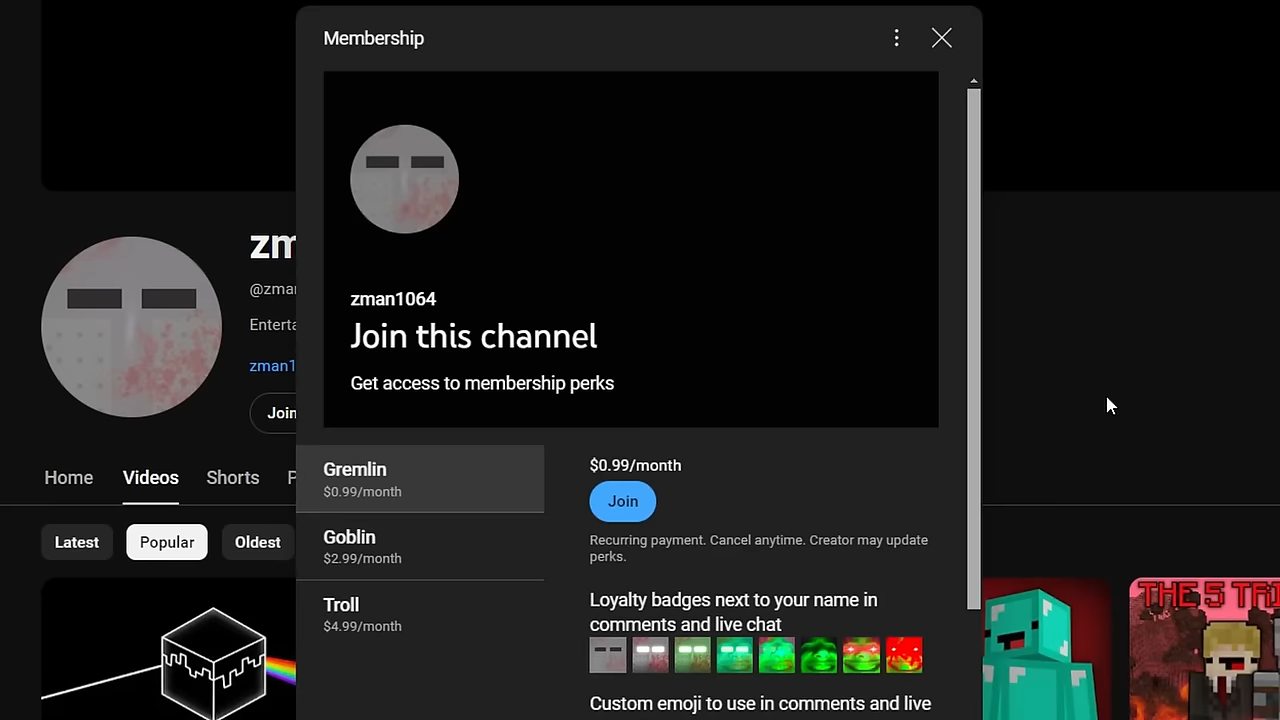 Membership
zman1064
Join this channel
Get access to membership perks
zm
@zman
Enterta
zman1
Join
Home
Videos
Shorts
P
Latest
Popular
Oldest
Gremlin
$0.99/month
Goblin
$2.99/month
Troll
$4.99/month
$0.99/month
Join
Recurring payment. Cancel anytime. Creator may update
perks.
Loyalty badges next to your name in
comments and live chat
Custom emoji to use in comments and live
THE 5 TRI